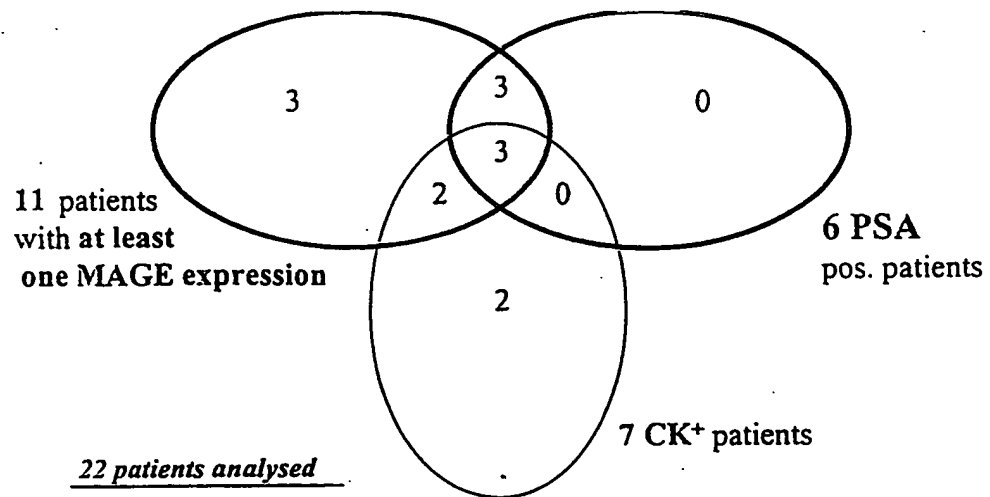 3
3
0
3
2
0
11 patients
with at least
one MAGE expression
6 PSA
pos. patients
2
7 CK⁺ patients
22 patients analysed